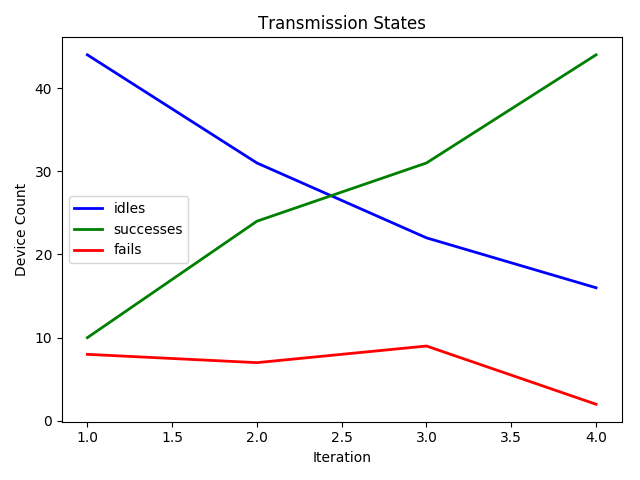 Transmission States
Device Count
40
30
20
10
0
idles
successes
fails
1.0 1.5 2.0 2.5 3.0 3.5 4.0
Iteration